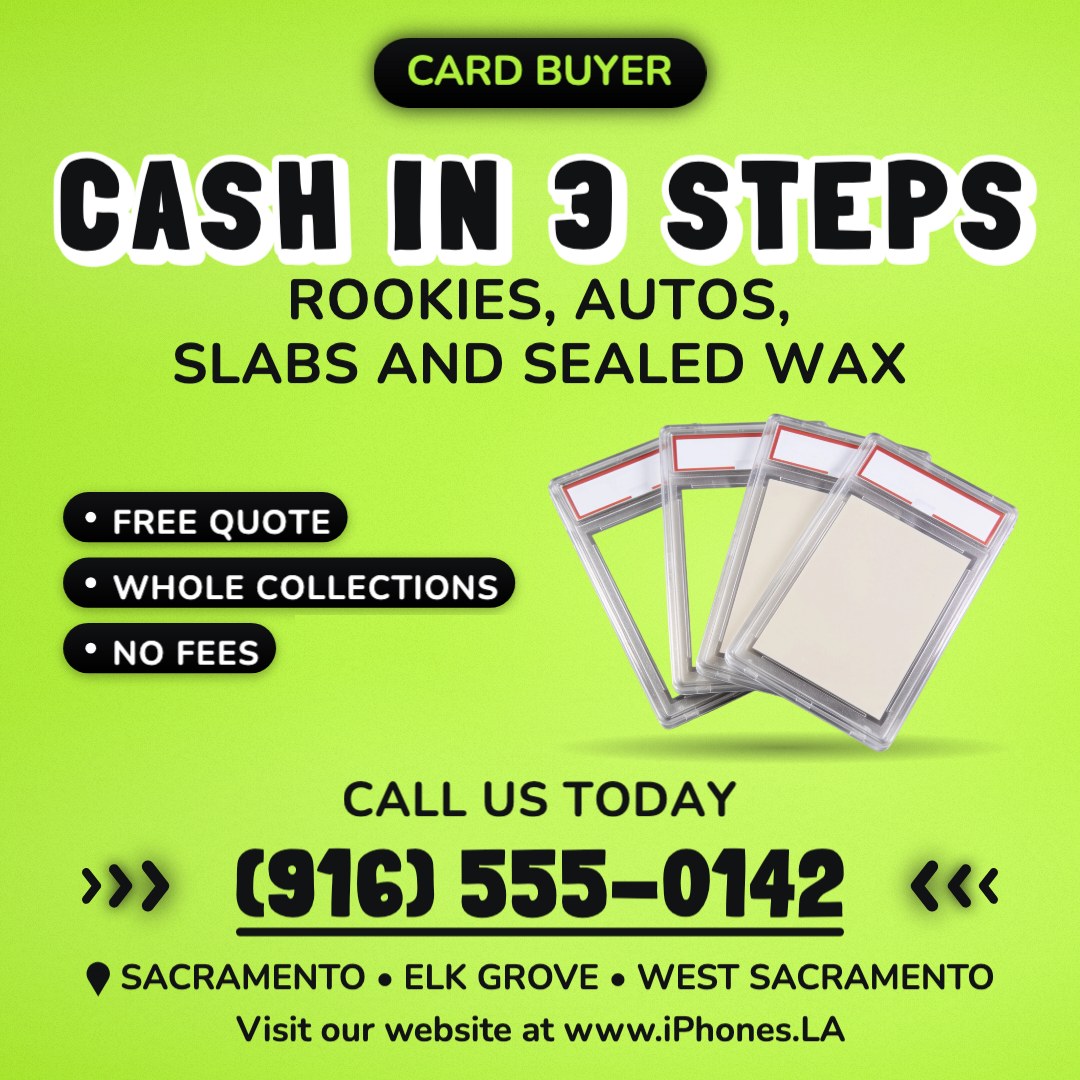 CARD BUYER
CASH IN 3 STEPS
ROOKIES, AUTOS,
SLABS AND SEALED WAX
• FREE QUOTE
• WHOLE COLLECTIONS
• NO FEES
CALL US TODAY
(916) 555-0142
SACRAMENTO • ELK GROVE • WEST SACRAMENTO
Visit our website at www.iPhones.LA